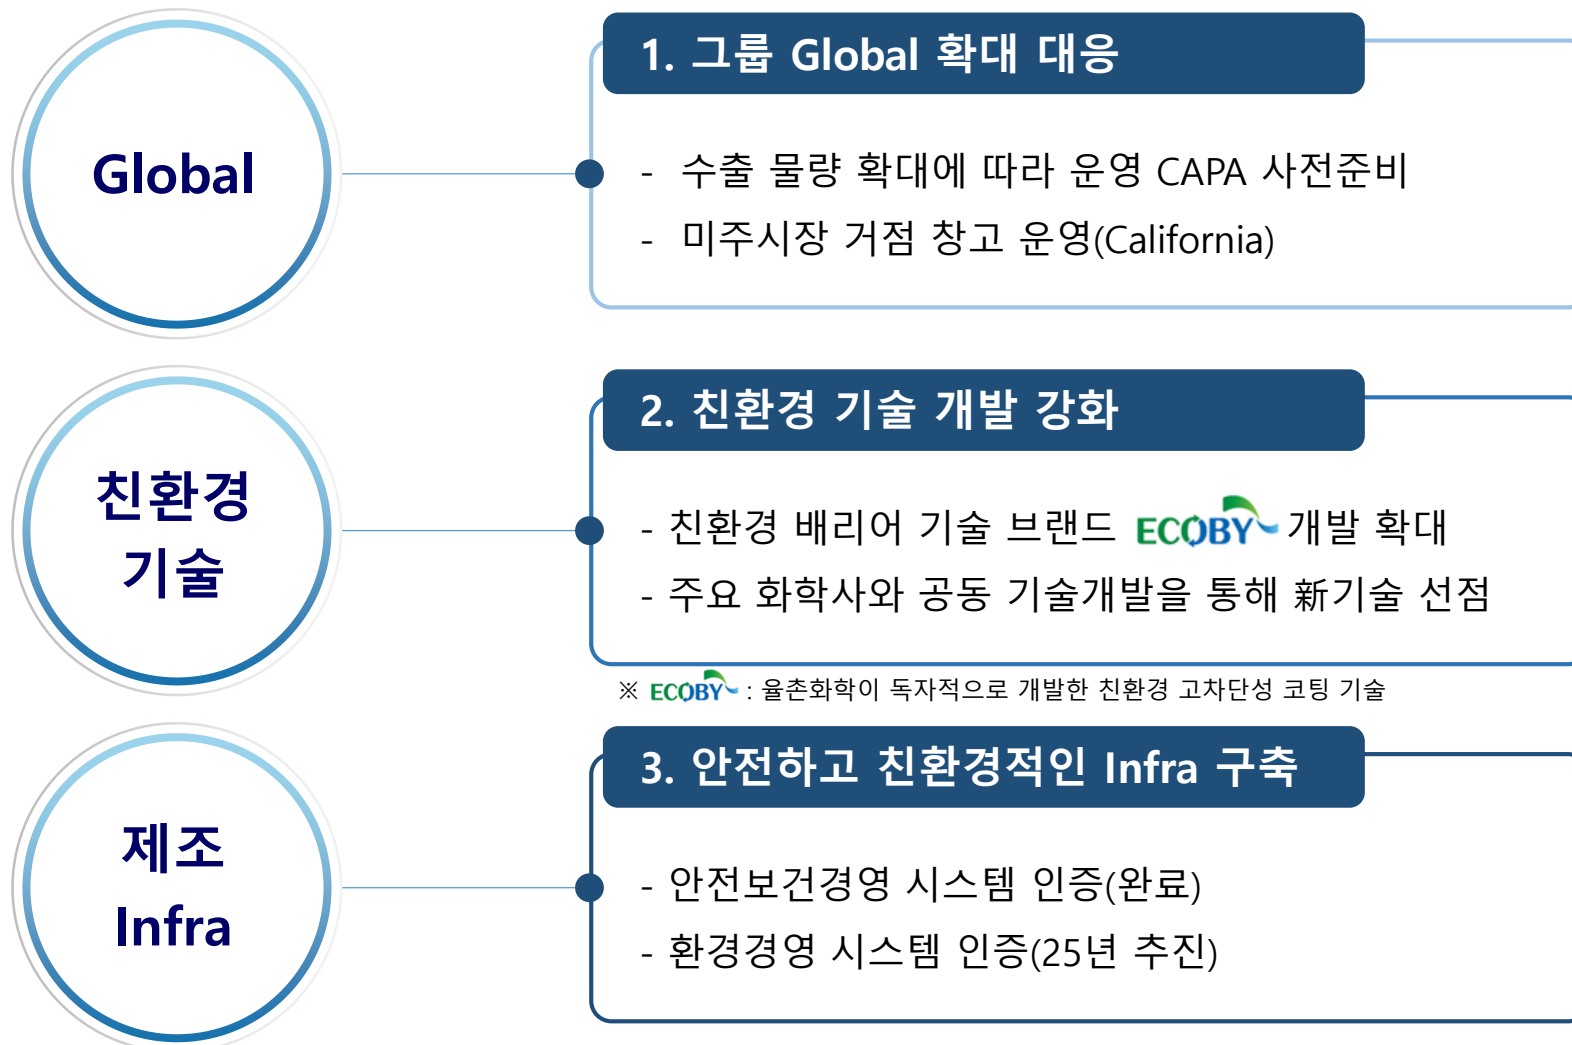 Global
1. 그룹 Global 확대 대응
- 수출 물량 확대에 따라 운영 CAPA 사전준비
- 미주시장 거점 창고 운영(California)
친환경
기술
2. 친환경 기술 개발 강화
- 친환경 배리어 기술 브랜드 ECOBY 개발 확대
- 주요 화학사와 공동 기술개발을 통해 新기술 선점
※ ECOBY : 율촌화학이 독자적으로 개발한 친환경 고차단성 코팅 기술
제조
Infra
3. 안전하고 친환경적인 Infra 구축
- 안전보건경영 시스템 인증(완료)
- 환경경영 시스템 인증(25년 추진)